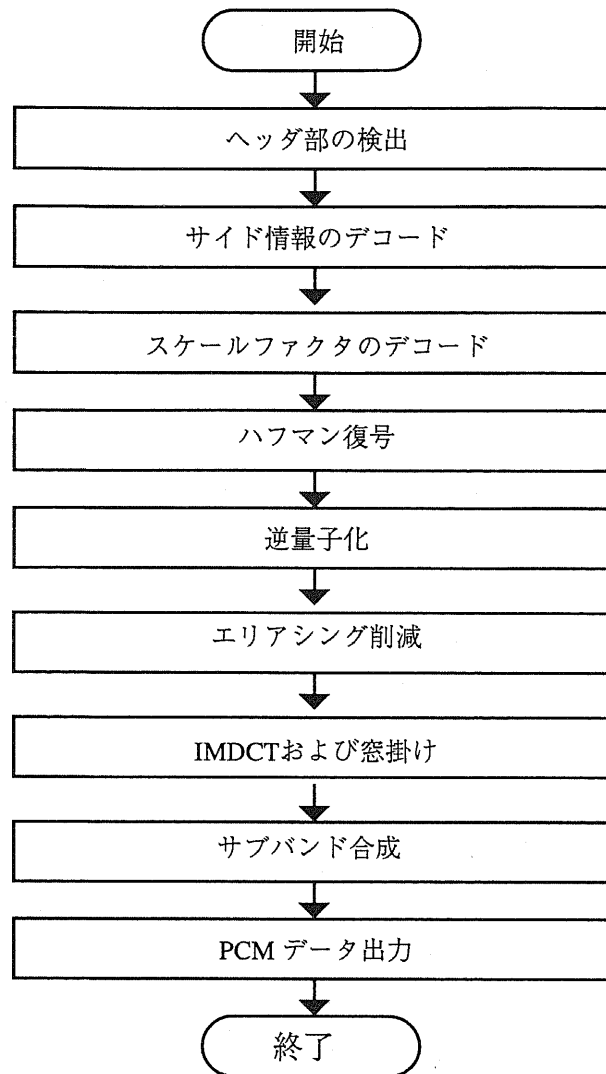 開始
ヘッダ部の検出
サイド情報のデコード
スケールファクタのデコード
ハフマン復号
逆量子化
エリアシング削減
IMDCTおよび窓掛け
サブバンド合成
PCM データ出力
終了